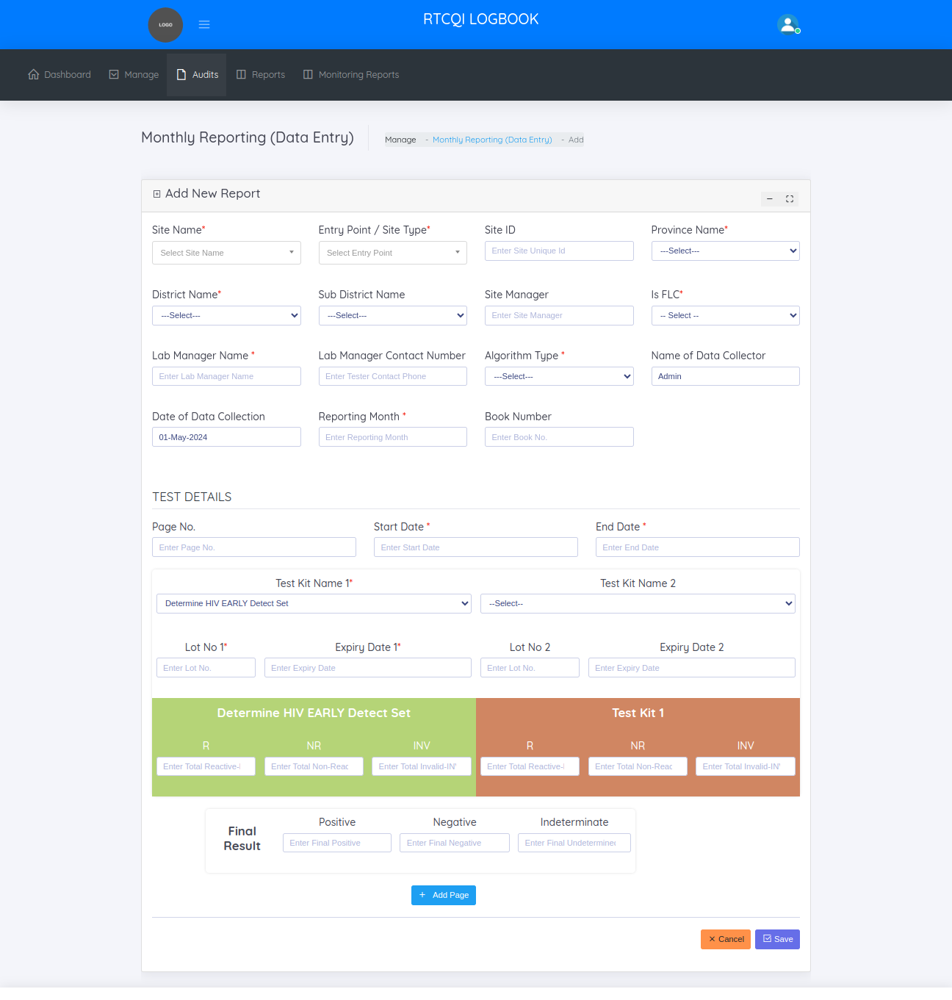 LOGO
RTCQI LOGBOOK
Dashboard Manage Audits Reports Monitoring Reports
Monthly Reporting (Data Entry)
Manage - Monthly Reporting (Data Entry) - Add
Add New Report
Site Name* Entry Point / Site Type* Site ID Province Name*
Select Site Name Select Entry Point Enter Site Unique Id ---Select---
District Name* Sub District Name Site Manager Is FLC*
---Select--- ---Select--- Enter Site Manager -- Select --
Lab Manager Name * Lab Manager Contact Number Algorithm Type * Name of Data Collector
Enter Lab Manager Name Enter Tester Contact Phone ---Select--- Admin
Date of Data Collection Reporting Month * Book Number
01-May-2024 Enter Reporting Month Enter Book No.
TEST DETAILS
Page No. Start Date * End Date *
Enter Page No. Enter Start Date Enter End Date
Test Kit Name 1* Test Kit Name 2
Determine HIV EARLY Detect Set --Select--
Lot No 1* Expiry Date 1* Lot No 2 Expiry Date 2
Enter Lot No. Enter Expiry Date Enter Lot No. Enter Expiry Date
Determine HIV EARLY Detect Set Test Kit 1
R NR INV R NR INV
Enter Total Reactive- Enter Total Non-Reac Enter Total Invalid-IN Enter Total Reactive- Enter Total Non-Reac Enter Total Invalid-IN
Positive Negative Indeterminate
Final Result
Enter Final Positive Enter Final Negative Enter Final Undetermined
+ Add Page
Cancel Save